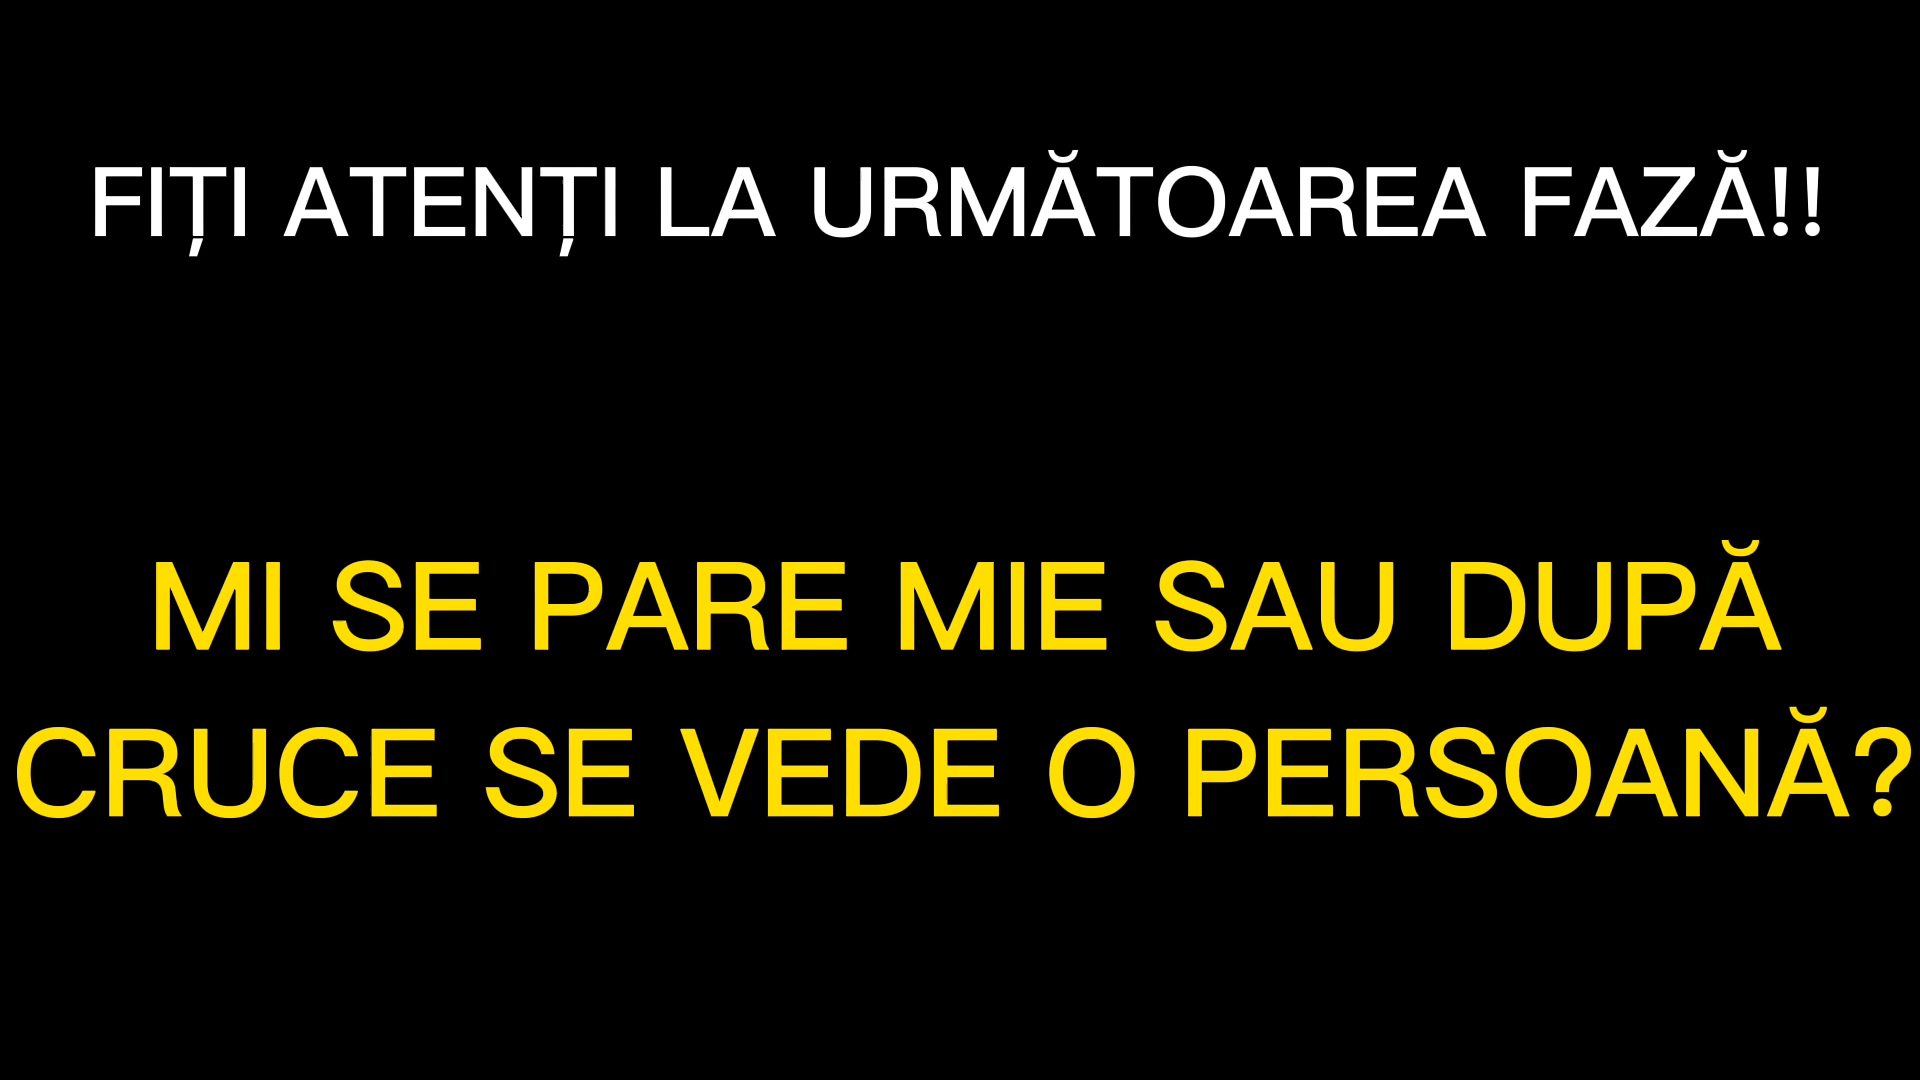 FIȚI ATENȚI LA URMĂTOAREA FAZĂ!!
MI SE PARE MIE SAU DUPĂ
CRUCE SE VEDE O PERSOANĂ?